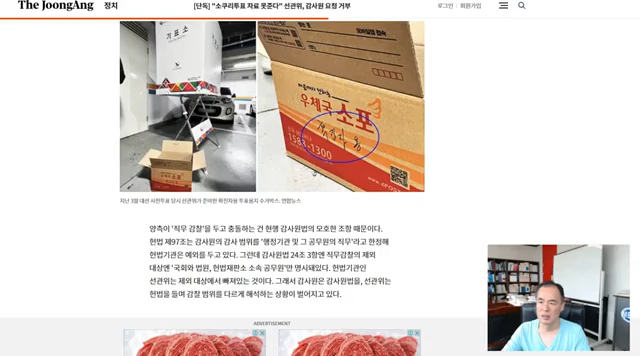 The JoongAng
정치
[단독] "소쿠리투표 자료 못준다" 선관위, 감사원 요청 거부
로그인 | 회원가입
기표소
마음까지 전하는
우체국 소포
확진자용
1588-1300
지난 3월 대선 사전투표 당시 선관위가 준비한 확진자용 투표용지 수거박스. 연합뉴스
양측이 '직무 감찰'을 두고 충돌하는 건 현행 감사원법의 모호한 조항 때문이다.
헌법 제97조는 감사원의 감사 범위를 '행정기관 및 그 공무원의 직무'라고 한정해
헌법기관은 예외를 두고 있다. 그런데 감사원법 24조 3항엔 직무감찰의 제외
대상엔 '국회와 법원, 헌법재판소 소속 공무원'만 명시돼있다. 헌법기관인
선관위는 제외 대상에서 빠져있는 것이다. 그래서 감사원은 감사원법을, 선관위는
헌법을 들며 감찰 범위를 다르게 해석하는 상황이 벌어지고 있다.
ADVERTISEMENT